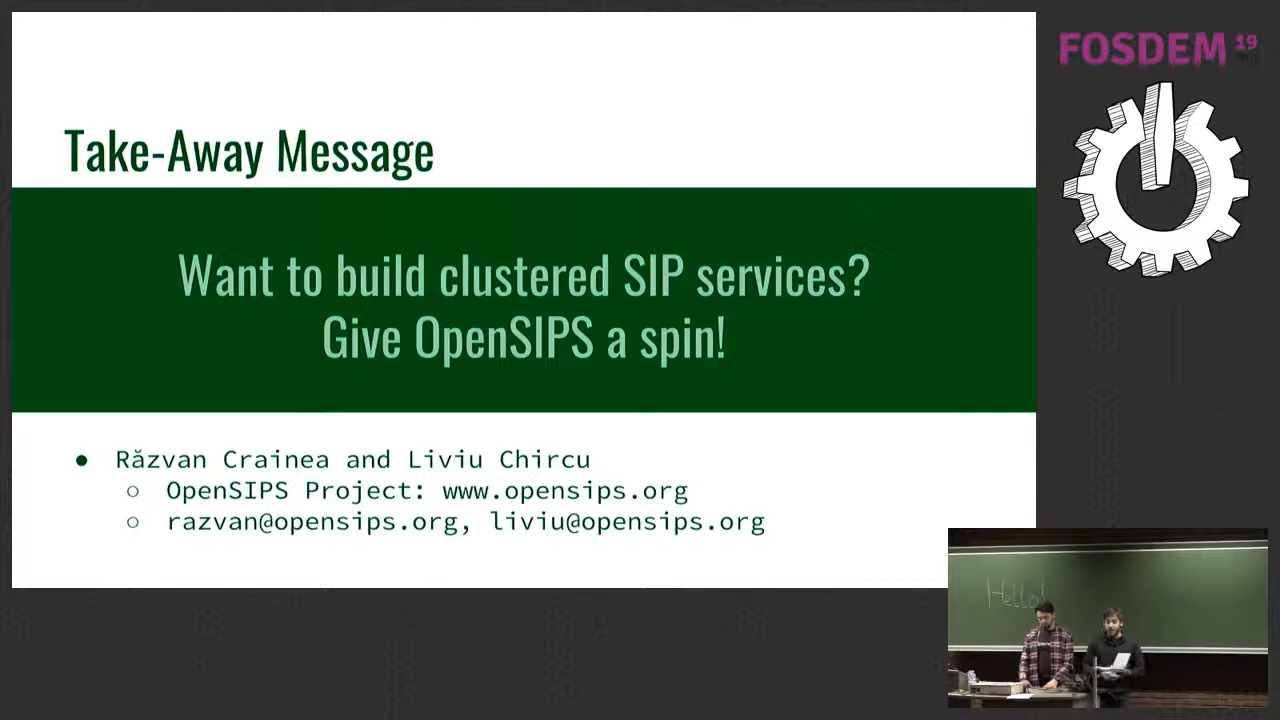 FOSDEM 19
Take-Away Message
Want to build clustered SIP services?
Give OpenSIPS a spin!
● Răzvan Crainea and Liviu Chircu
○ OpenSIPS Project: www.opensips.org
○ razvan@opensips.org, liviu@opensips.org
Hello!